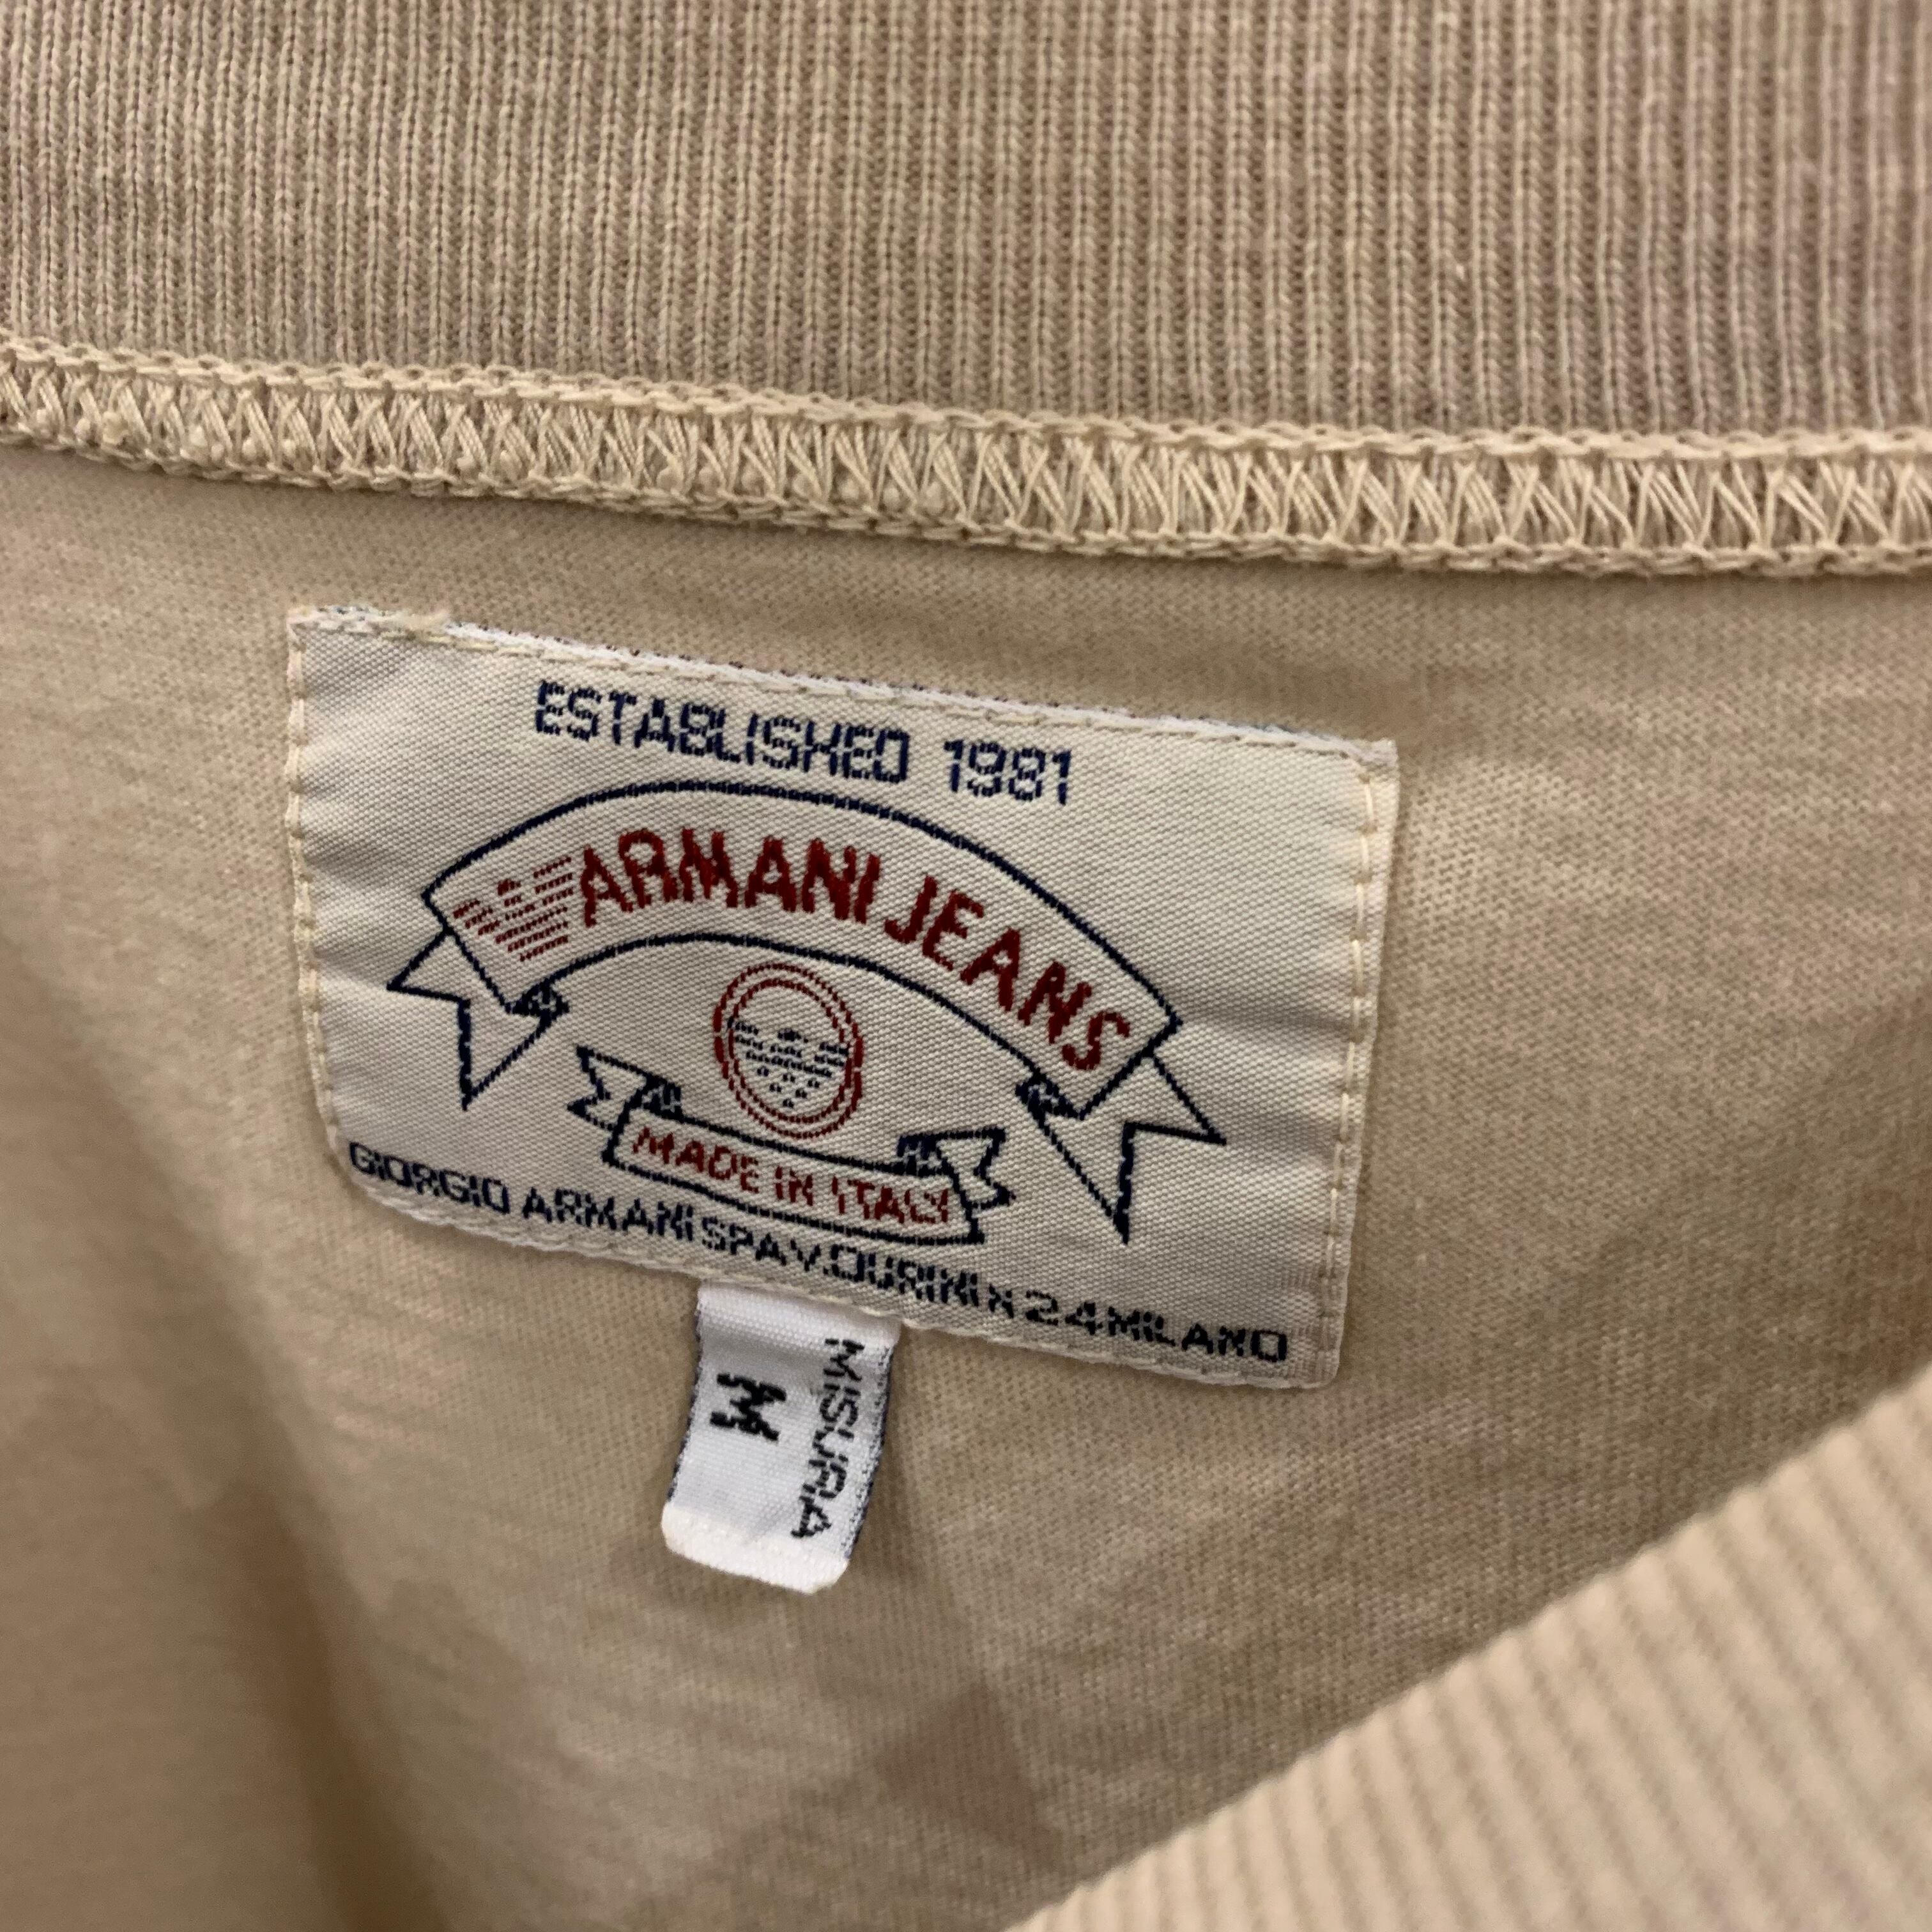 ESTABLISHED 1981
ARMANI JEANS
MADE IN ITALY
GIORGIO ARMANI SPA V.DURINI N 24 MILANO
MISURA
M